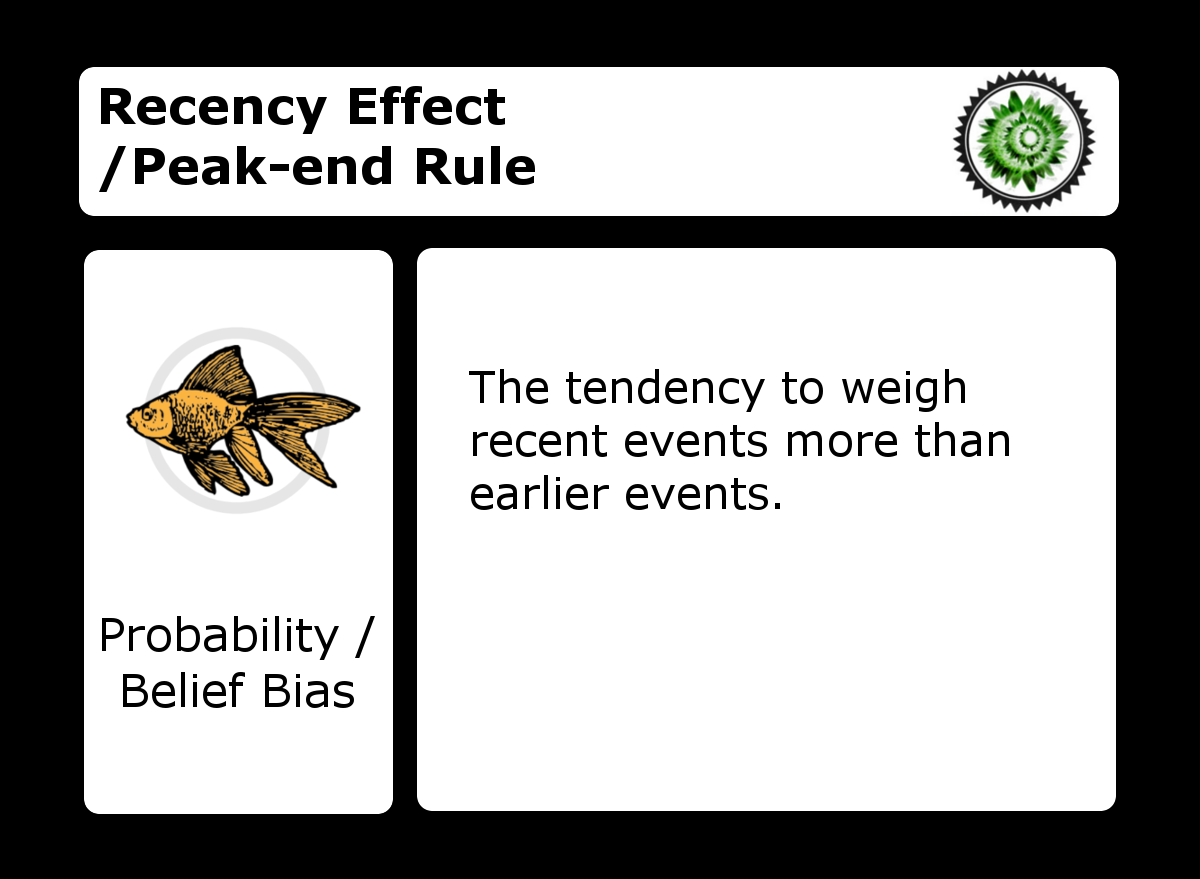 Recency Effect
/Peak-end Rule
The tendency to weigh
recent events more than
earlier events.
Probability /
Belief Bias